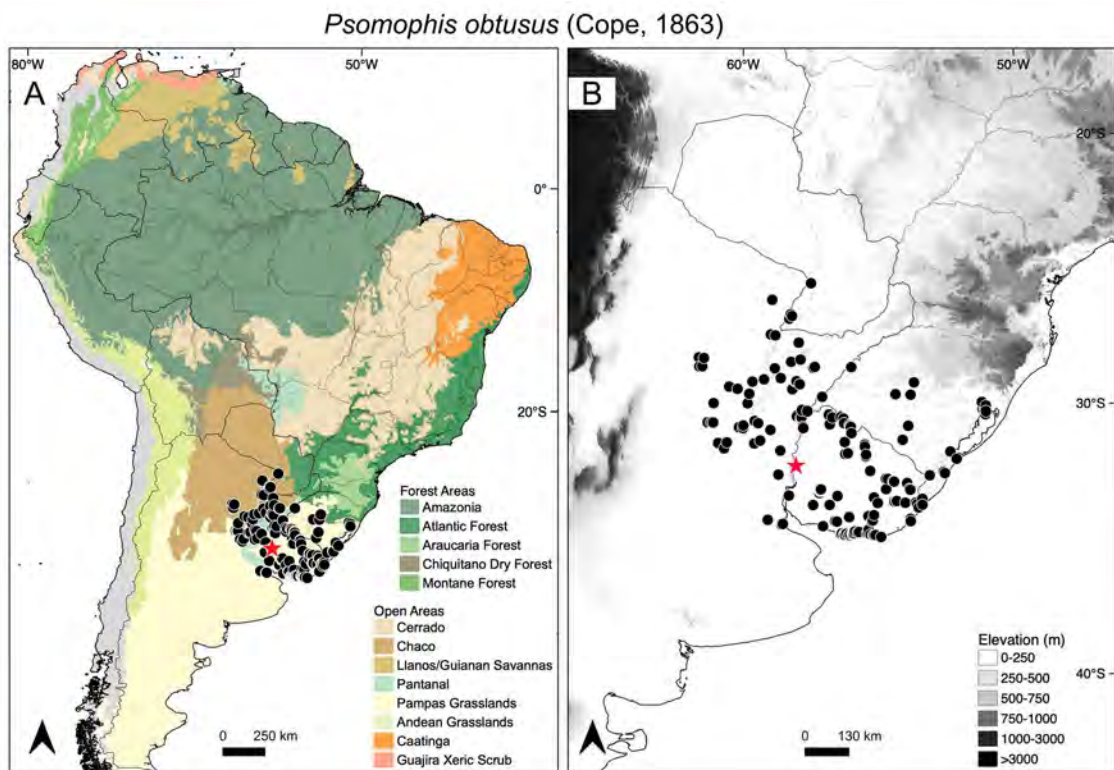 Psomophis obtusus (Cope, 1863)
80°W
50°W
A
0°
20°S
Forest Areas
Amazonia
Atlantic Forest
Araucaria Forest
Chiquitano Dry Forest
Montane Forest
Open Areas
Cerrado
Chaco
Llanos/Guianan Savannas
Pantanal
Pampas Grasslands
Andean Grasslands
Caatinga
Guajira Xeric Scrub
0 250 km
60°W
50°W
B
20°S
30°S
40°S
Elevation (m)
0-250
250-500
500-750
750-1000
1000-3000
>3000
0 130 km